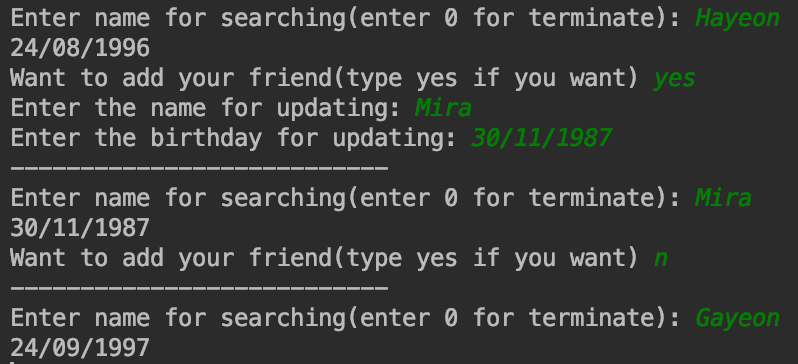 Enter name for searching(enter 0 for terminate): Hayeon
24/08/1996
Want to add your friend(type yes if you want) yes
Enter the name for updating: Mira
Enter the birthday for updating: 30/11/1987
---------------------------
Enter name for searching(enter 0 for terminate): Mira
30/11/1987
Want to add your friend(type yes if you want) n
---------------------------
Enter name for searching(enter 0 for terminate): Gayeon
24/09/1997